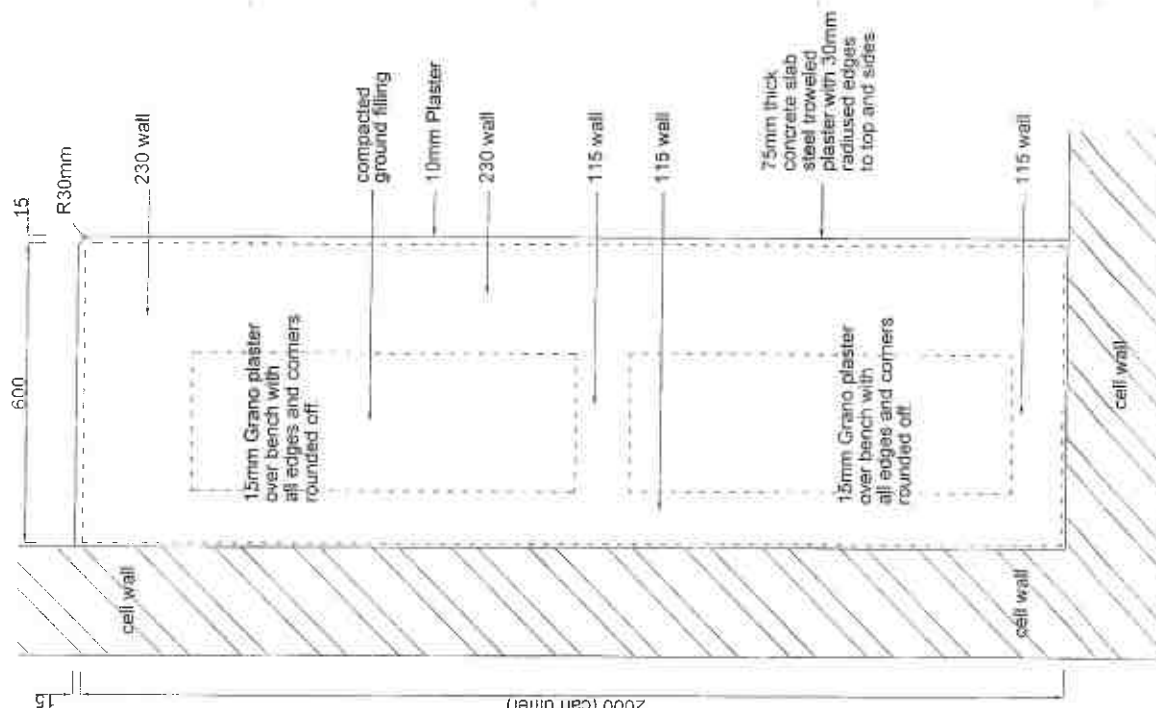 15
600
15
R30mm
230 wall
compacted
ground filling
10mm Plaster
230 wall
115 wall
115 wall
75mm thick
concrete slab
steel troweled
plaster with 30mm
radiused edges
to top and sides
115 wall
15mm Grano plaster
over bench with
all edges and corners
rounded off.
15mm Grano plaster
over bench with
all edges and corners
rounded off.
cell wall
cell wall
cell wall
2000 (can differ)